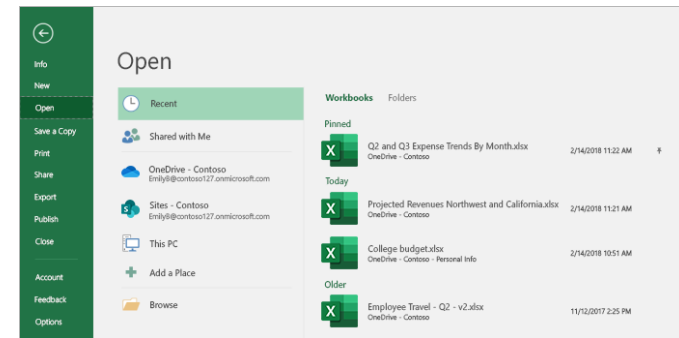 Info
New
Open
Save a Copy
Print
Share
Export
Publish
Close
Account
Feedback
Options
Open
Recent
Shared with Me
OneDrive - Contoso
EmilyB@contoso127.onmicrosoft.com
Sites - Contoso
EmilyB@contoso127.onmicrosoft.com
This PC
Add a Place
Browse
Workbooks Folders
Pinned
Q2 and Q3 Expense Trends By Month.xlsx
OneDrive - Contoso
2/14/2018 11:22 AM
Today
Projected Revenues Northwest and California.xlsx
OneDrive - Contoso
2/14/2018 11:21 AM
College budget.xlsx
OneDrive - Contoso - Personal Info
2/14/2018 10:51 AM
Older
Employee Travel - Q2 - v2.xlsx
OneDrive - Contoso
11/12/2017 2:25 PM